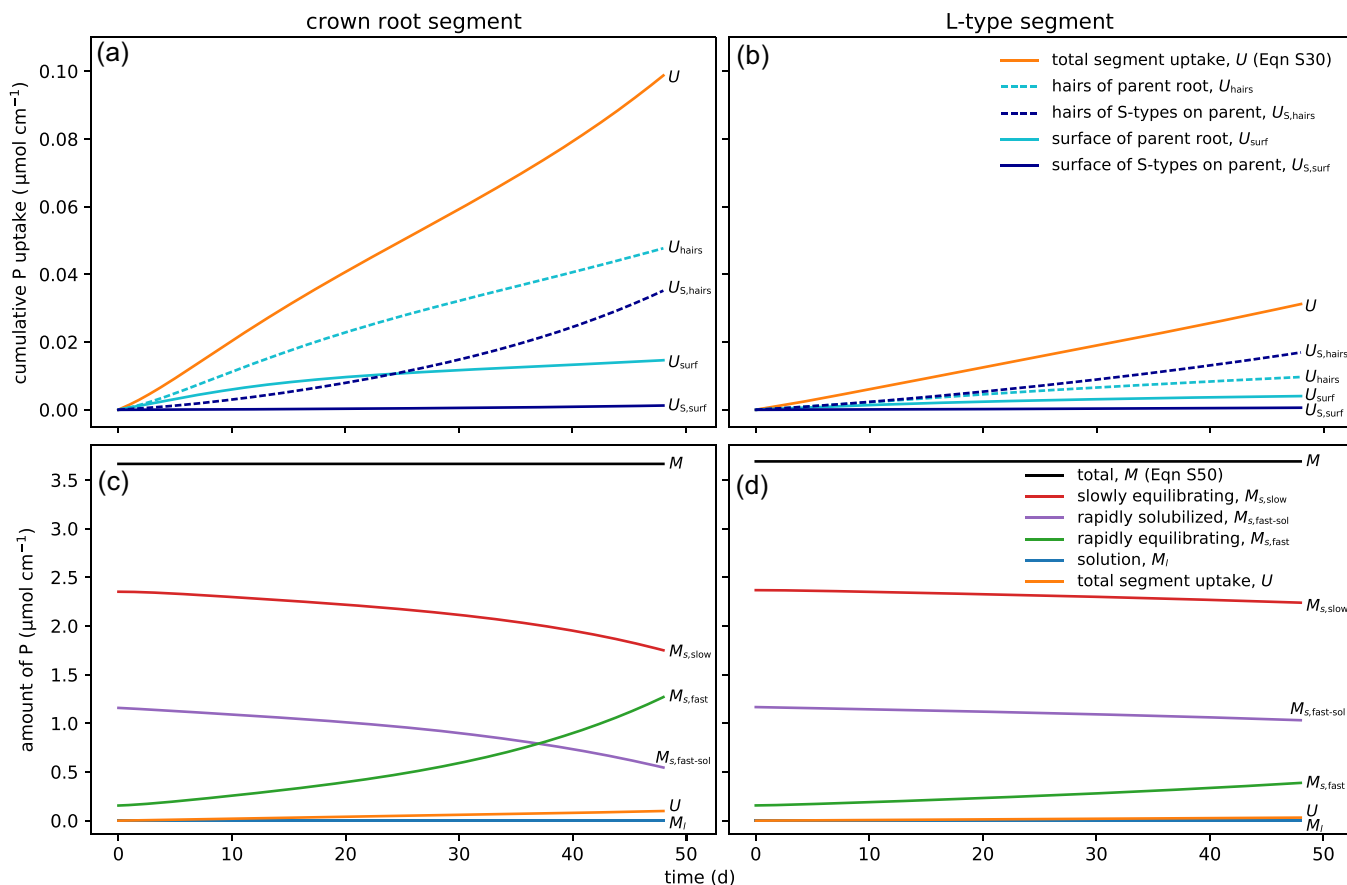 crown root segment
L-type segment
(a)
(b)
cumulative P uptake (µmol cm⁻¹)
0.10
0.08
0.06
0.04
0.02
0.00
U
U_hairs
U_S,hairs
U_surf
U_S,surf
total segment uptake, U (Eqn S30)
hairs of parent root, U_hairs
hairs of S-types on parent, U_S,hairs
surface of parent root, U_surf
surface of S-types on parent, U_S,surf
U
U_S,hairs
U_hairs
U_surf
U_S,surf
(c)
(d)
amount of P (µmol cm⁻¹)
3.5
3.0
2.5
2.0
1.5
1.0
0.5
0.0
M
M_s,slow
M_s,fast
M_s,fast-sol
U
M_l
total, M (Eqn S50)
slowly equilibrating, M_s,slow
rapidly solubilized, M_s,fast-sol
rapidly equilibrating, M_s,fast
solution, M_l
total segment uptake, U
M
M_s,slow
M_s,fast-sol
M_s,fast
U
M_l
0 10 20 30 40 50
0 10 20 30 40 50
time (d)